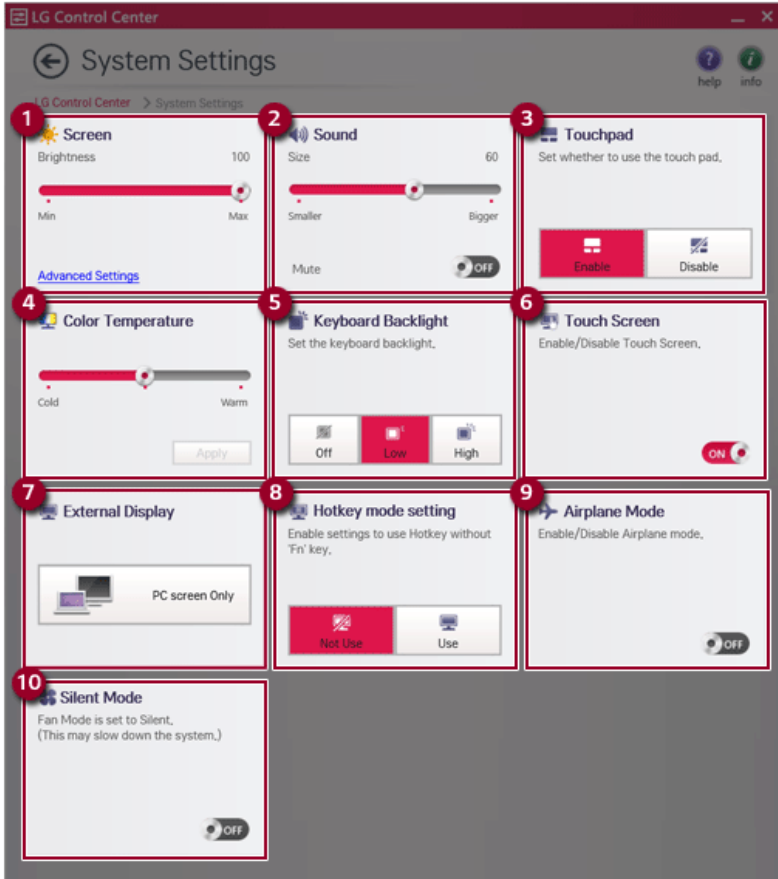 LG Control Center
System Settings
help
info
LG Control Center > System Settings
1
Screen
Brightness 100
Min Max
Advanced Settings
2
Sound
Size 60
Smaller Bigger
Mute OFF
3
Touchpad
Set whether to use the touch pad.
Enable Disable
4
Color Temperature
Cold Warm
Apply
5
Keyboard Backlight
Set the keyboard backlight.
Off Low High
6
Touch Screen
Enable/Disable Touch Screen.
ON
7
External Display
PC screen Only
8
Hotkey mode setting
Enable settings to use Hotkey without
'Fn' key.
Not Use Use
9
Airplane Mode
Enable/Disable Airplane mode.
OFF
10
Silent Mode
Fan Mode is set to Silent.
(This may slow down the system.)
OFF